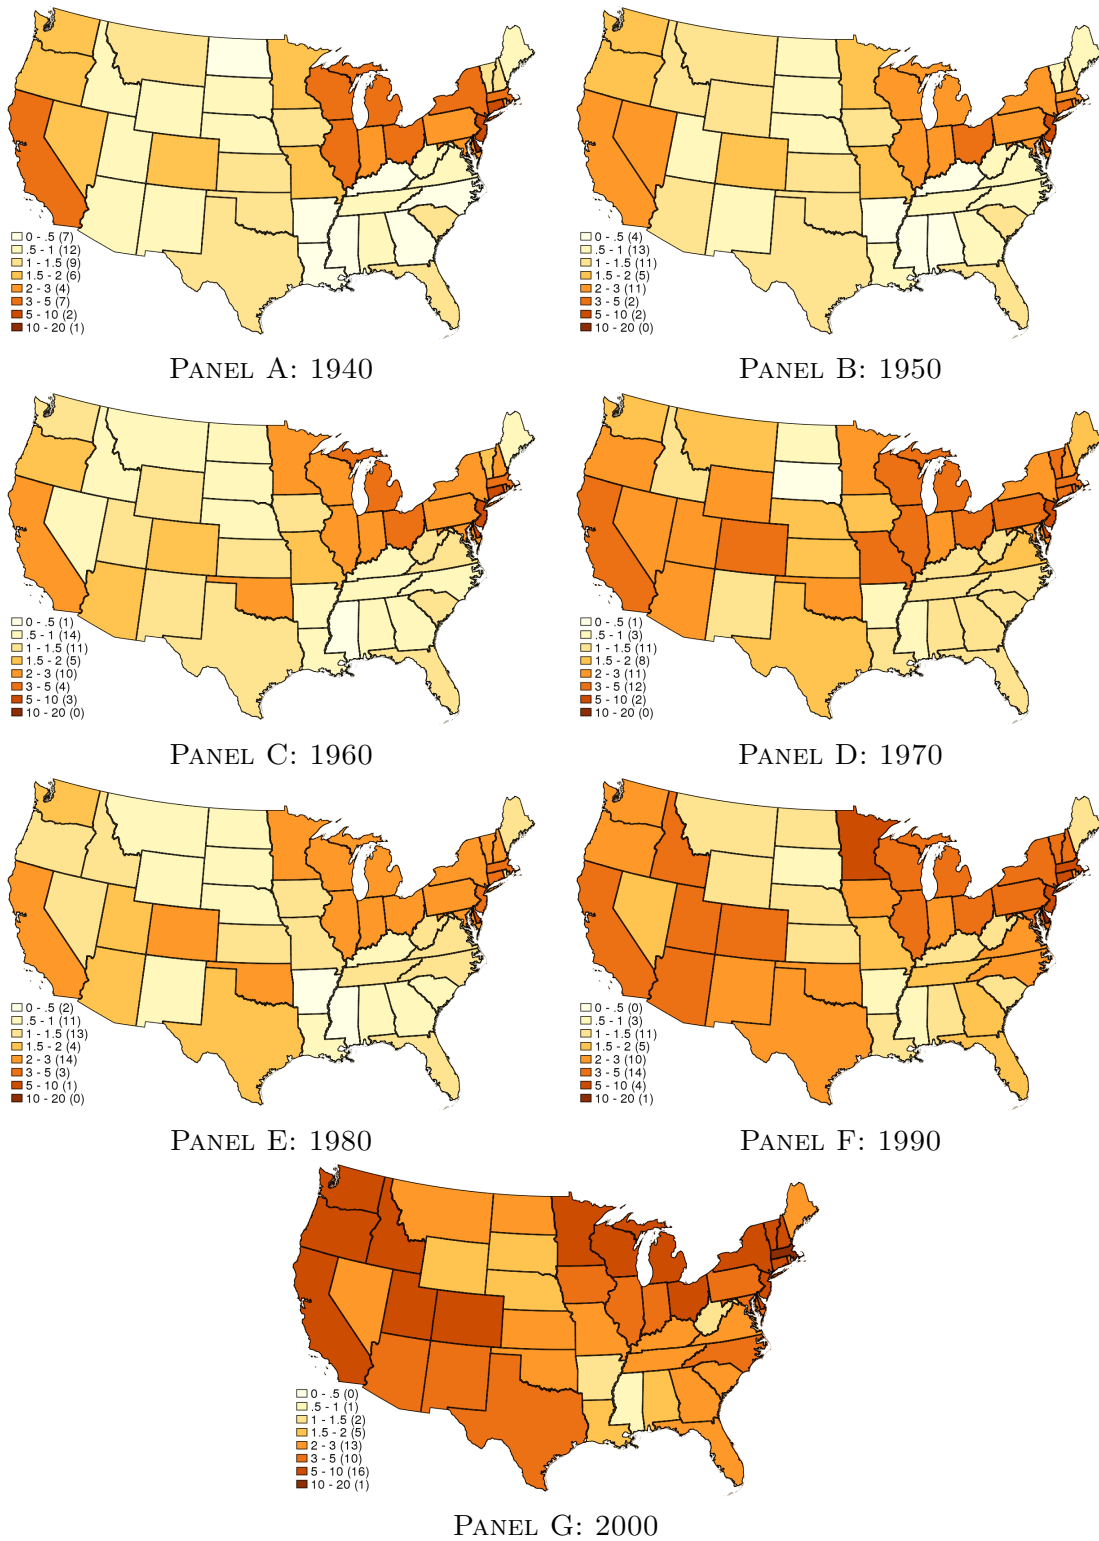 0 - .5 (7)
.5 - 1 (12)
1 - 1.5 (9)
1.5 - 2 (6)
2 - 3 (4)
3 - 5 (7)
5 - 10 (2)
10 - 20 (1)
PANEL A: 1940
0 - .5 (4)
.5 - 1 (13)
1 - 1.5 (11)
1.5 - 2 (5)
2 - 3 (11)
3 - 5 (2)
5 - 10 (2)
10 - 20 (0)
PANEL B: 1950
0 - .5 (1)
.5 - 1 (14)
1 - 1.5 (11)
1.5 - 2 (5)
2 - 3 (10)
3 - 5 (4)
5 - 10 (3)
10 - 20 (0)
PANEL C: 1960
0 - .5 (1)
.5 - 1 (3)
1 - 1.5 (11)
1.5 - 2 (8)
2 - 3 (11)
3 - 5 (12)
5 - 10 (2)
10 - 20 (0)
PANEL D: 1970
0 - .5 (2)
.5 - 1 (11)
1 - 1.5 (13)
1.5 - 2 (4)
2 - 3 (14)
3 - 5 (3)
5 - 10 (1)
10 - 20 (0)
PANEL E: 1980
0 - .5 (0)
.5 - 1 (3)
1 - 1.5 (11)
1.5 - 2 (5)
2 - 3 (10)
3 - 5 (14)
5 - 10 (4)
10 - 20 (1)
PANEL F: 1990
0 - .5 (0)
.5 - 1 (1)
1 - 1.5 (2)
1.5 - 2 (5)
2 - 3 (13)
3 - 5 (10)
5 - 10 (16)
10 - 20 (1)
PANEL G: 2000